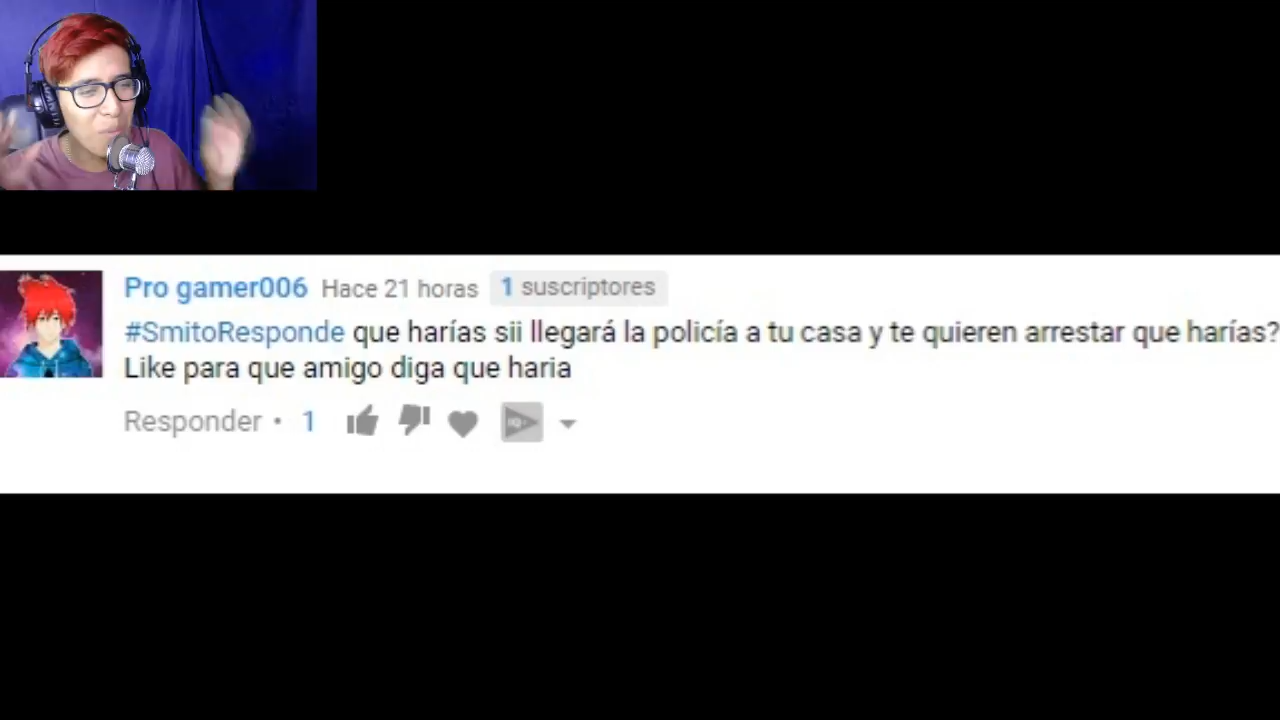 Pro gamer006 Hace 21 horas 1 suscriptores
#SmitoResponde que harías sii llegará la policía a tu casa y te quieren arrestar que harías?
Like para que amigo diga que haria
Responder • 1